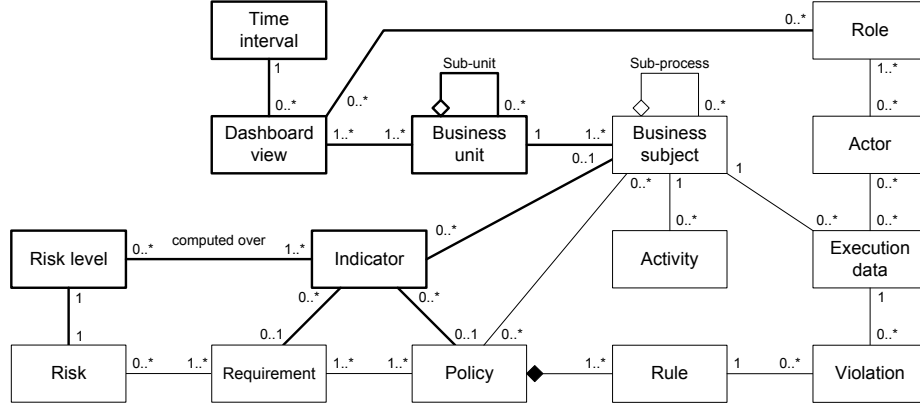 Time
interval
0..*
Role
1
Sub-unit
Sub-process
1..*
0..*
0..*
0..*
0..*
0..*
Dashboard
view
1..*
1..*
Business
unit
1
1..*
Business
subject
Actor
0..1
0..*
1
1
0..*
0..*
0..*
0..*
0..*
Risk level
0..*
computed over
1..*
Indicator
Activity
Execution
data
1
0..*
0..*
1
1
0..1
0..1
0..*
0..*
Risk
0..*
1..*
Requirement
1..*
1..*
Policy
1..*
Rule
1
0..*
Violation